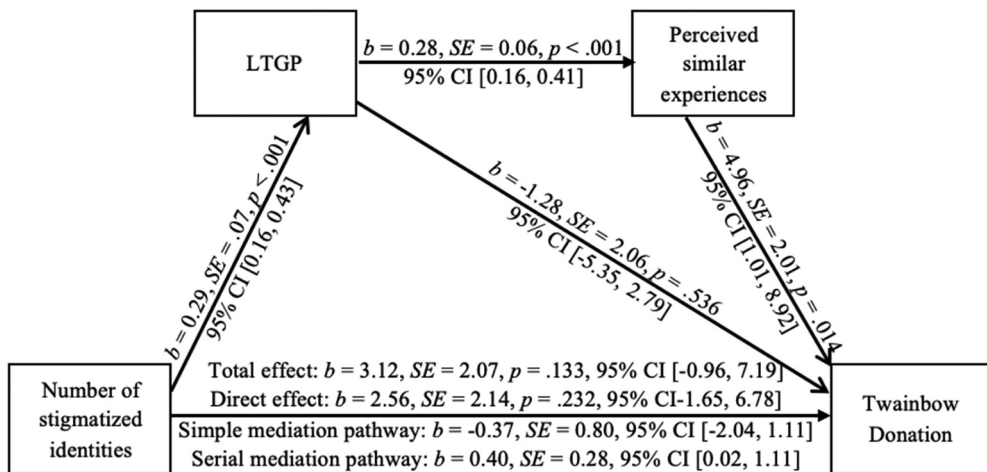 LTGP
b = 0.28, SE = 0.06, p < .001
95% CI [0.16, 0.41]
Perceived
similar
experiences
b = 0.29, SE = .07, p < .001
95% CI [0.16, 0.43]
b = -1.28, SE = 2.06, p = .536
95% CI [-5.35, 2.79]
b = 4.96, SE = 2.01, p = .014
95% CI [1.01, 8.92]
Number of
stigmatized
identities
Total effect: b = 3.12, SE = 2.07, p = .133, 95% CI [-0.96, 7.19]
Direct effect: b = 2.56, SE = 2.14, p = .232, 95% CI-1.65, 6.78]
Simple mediation pathway: b = -0.37, SE = 0.80, 95% CI [-2.04, 1.11]
Serial mediation pathway: b = 0.40, SE = 0.28, 95% CI [0.02, 1.11]
Twainbow
Donation